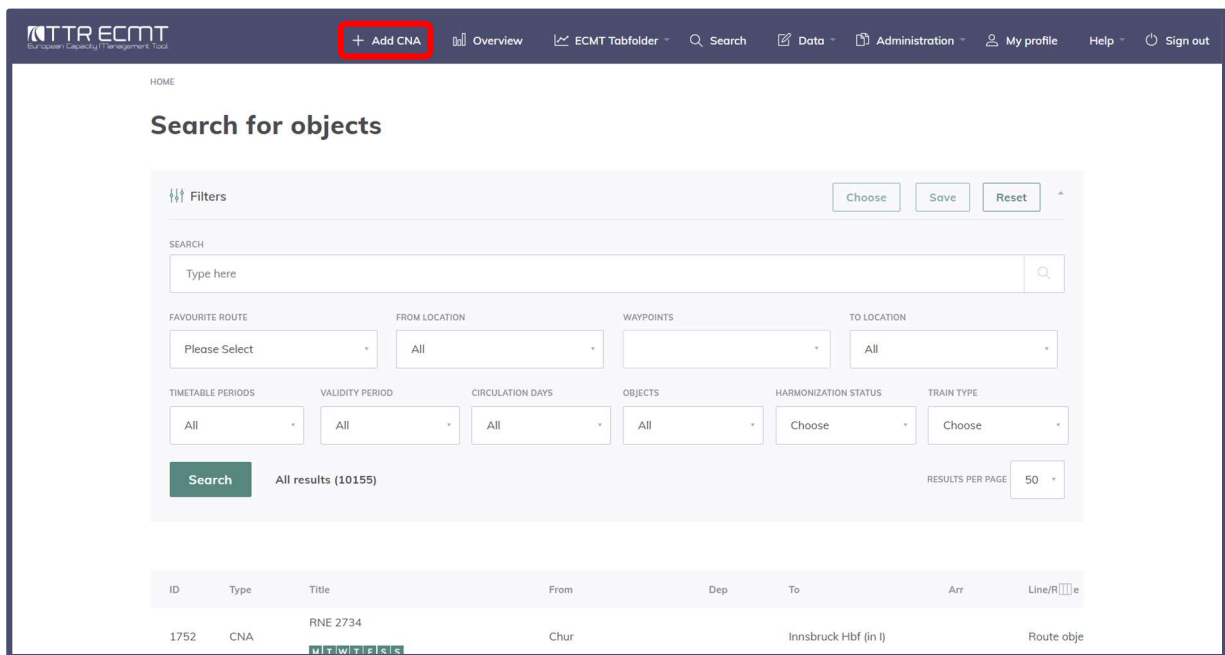 TTR ECMT
European Capacity Management Tool
Add CNA
Overview
ECMT Tabfolder
Search
Data
Administration
My profile
Help
Sign out
HOME
Search for objects
Filters
Choose
Save
Reset
SEARCH
Type here
FAVOURITE ROUTE
FROM LOCATION
WAYPOINTS
TO LOCATION
Please Select
All
All
TIMETABLE PERIODS
VALIDITY PERIOD
CIRCULATION DAYS
OBJECTS
HARMONIZATION STATUS
TRAIN TYPE
All
All
All
All
Choose
Choose
Search
All results (10155)
RESULTS PER PAGE
50
ID Type Title From Dep To Arr Line/R e
RNE 2734
1752 CNA Chur Innsbruck Hbf (in I) Route obje
M T W T F S S